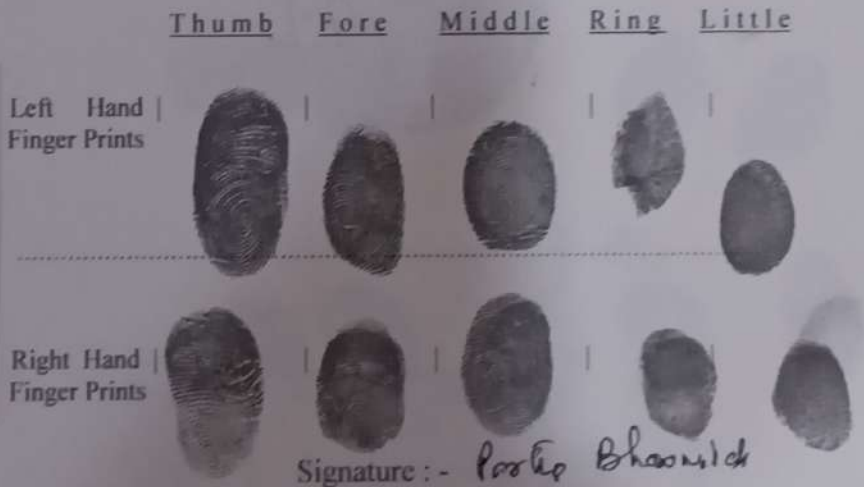 Thumb Fore Middle Ring Little
Left Hand
Finger Prints
Right Hand
Finger Prints
Signature : -